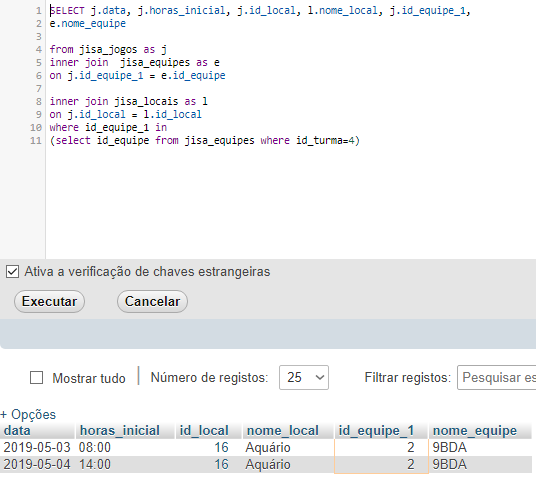 1 SELECT j.data, j.horas_inicial, j.id_local, l.nome_local, j.id_equipe_1,
2 e.nome_equipe
3
4 from jisa_jogos as j
5 inner join  jisa_equipes as e
6 on j.id_equipe_1 = e.id_equipe
7
8 inner join jisa_locais as l
9 on j.id_local = l.id_local
10 where id_equipe_1 in
11 (select id_equipe from jisa_equipes where id_turma=4)
Ativa a verificação de chaves estrangeiras
Executar Cancelar
Mostrar tudo Número de registos: 25 Filtrar registos: Pesquisar es
+ Opções
data horas_inicial id_local nome_local id_equipe_1 nome_equipe
2019-05-03 08:00 16 Aquário 2 9BDA
2019-05-04 14:00 16 Aquário 2 9BDA